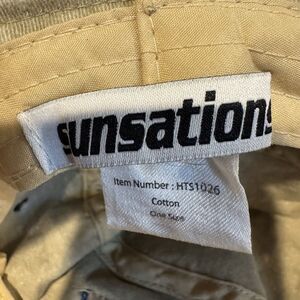 sunsations
Item Number : HTS1026
Cotton
One Size